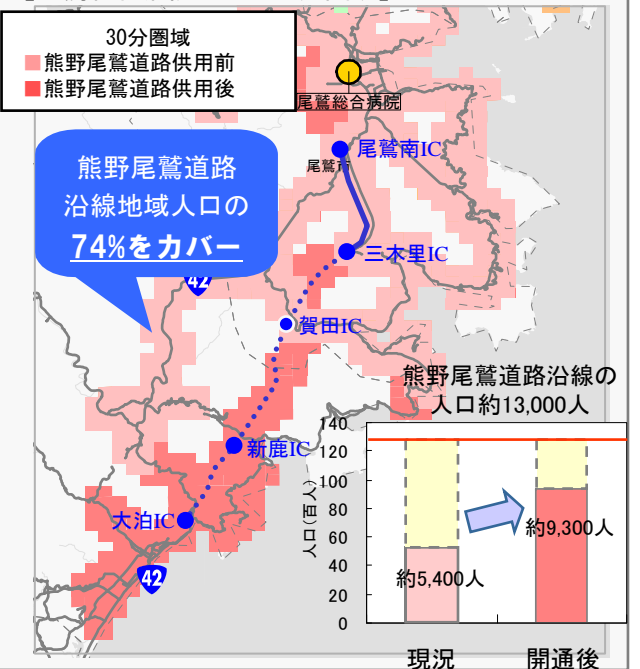 30分圏域
熊野尾鷲道路供用前
熊野尾鷲道路供用後
尾鷲総合病院
尾鷲南IC
尾鷲市
熊野尾鷲道路
沿線地域人口の
74%をカバー
42
三木里IC
賀田IC
新鹿IC
大泊IC
42
熊野尾鷲道路沿線の
人口約13,000人
人口(百人)
140
120
100
80
60
40
20
0
約5,400人
約9,300人
現況
開通後